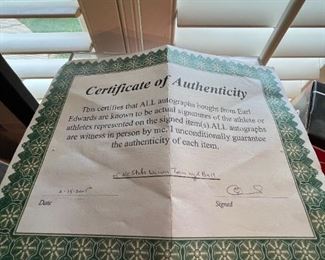 Certificate of Authenticity
This certifies that ALL autographs bought from Earl
Edwards are known to be actual signatures of the athlete or
athletes represented on the signed item(s). ALL autographs
are witness in person by me. I unconditionally guarantee
the authenticity of each item.
Ball
Date
Signed